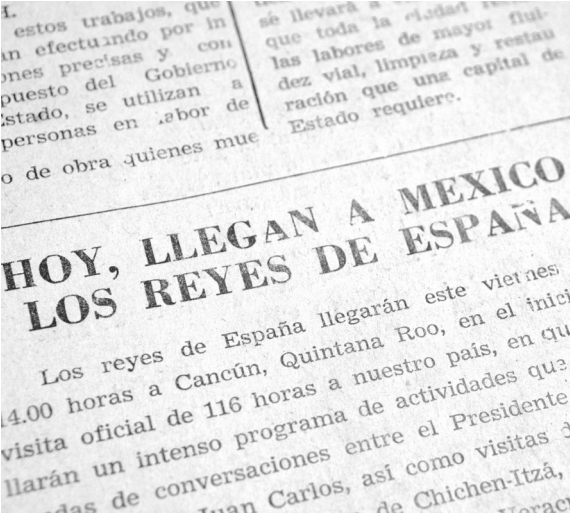 estos trabajos, que
n efectuando por in
ones precisas y con
puesto del Gobierno
Estado, se utilizan a
personas en labor de
o de obra quienes mue
se llevará a
que toda la ciudad
las labores de mayor flui-
dez vial, limpieza y restau
ración que una capital de
Estado requiere.
HOY, LLEGAN A MEXICO
LOS REYES DE ESPAÑA
Los reyes de España llegarán este viernes
14.00 horas a Cancún, Quintana Roo, en el inici
visita oficial de 116 horas a nuestro país, en qu
llarán un intenso programa de actividades que
das de conversaciones entre el Presidente
Juan Carlos, así como visitas d
de Chichen-Itzá,